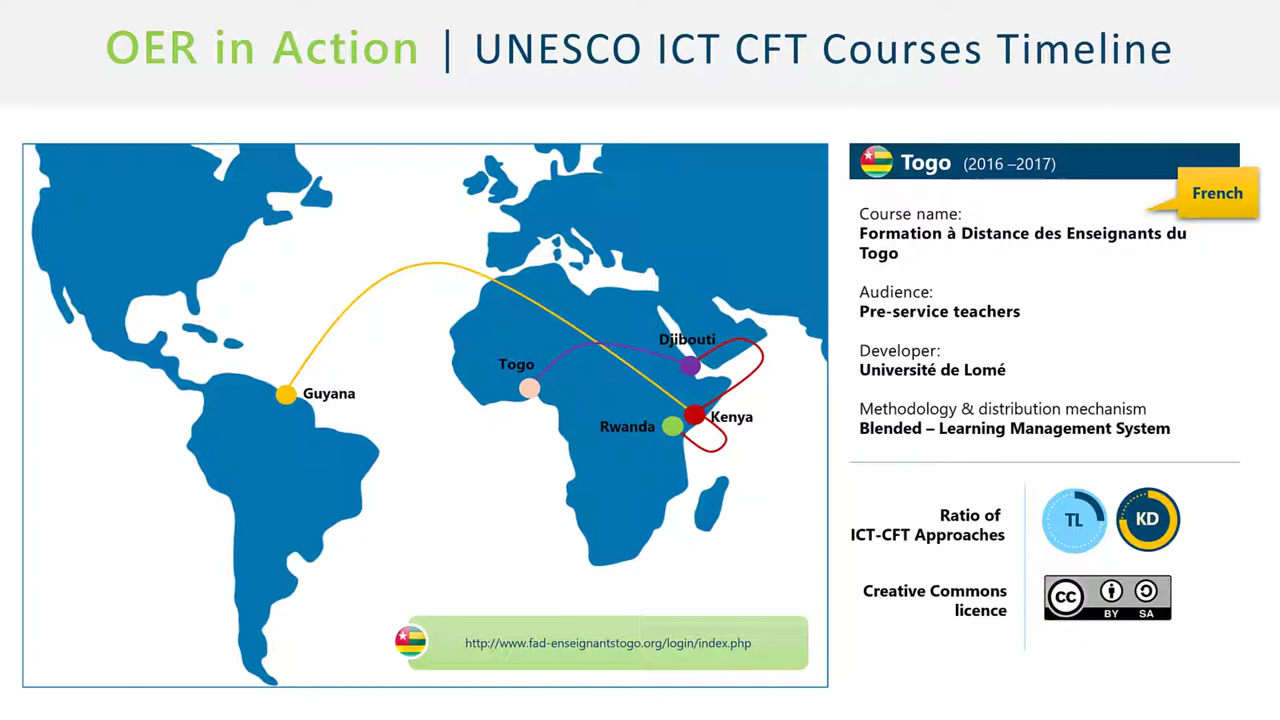 OER in Action | UNESCO ICT CFT Courses Timeline
Togo (2016 –2017)
French
Course name:
Formation à Distance des Enseignants du
Togo
Audience:
Pre-service teachers
Developer:
Université de Lomé
Methodology & distribution mechanism
Blended – Learning Management System
Ratio of
ICT-CFT Approaches
TL
KD
Creative Commons
licence
cc
BY SA
Djibouti
Togo
Guyana
Kenya
Rwanda
http://www.fad-enseignantstogo.org/login/index.php